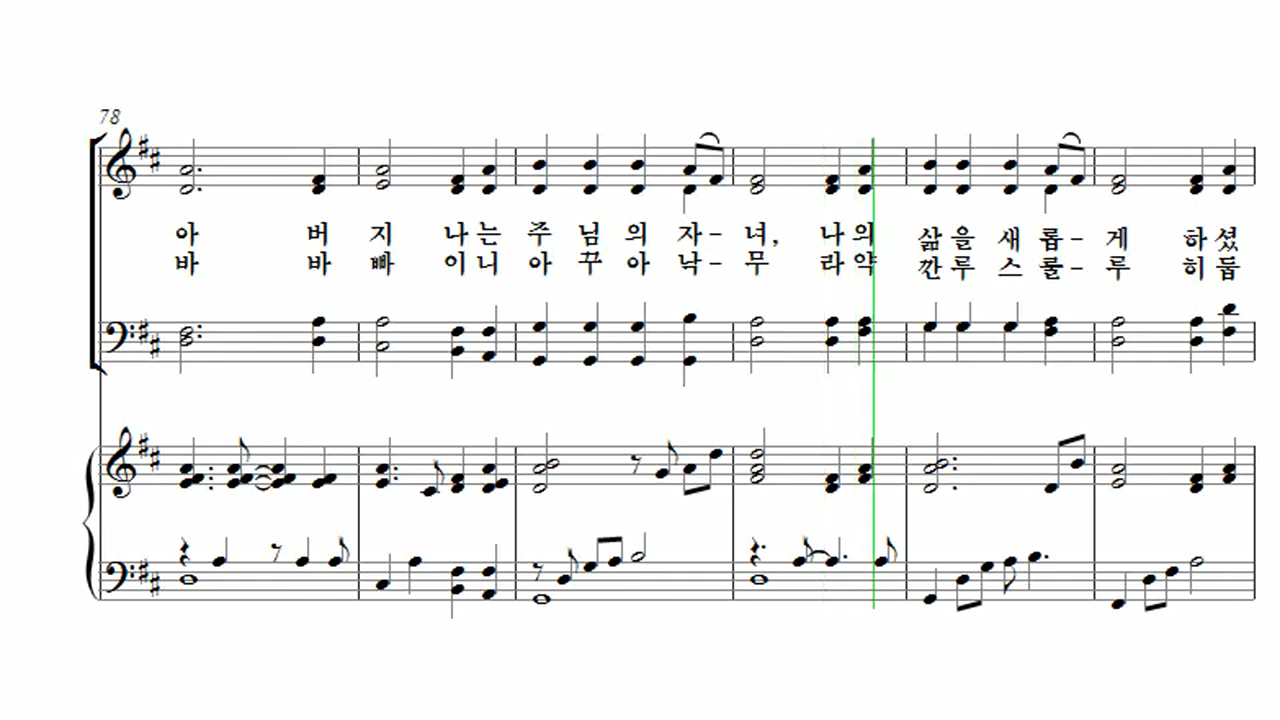 78
아 버 지 나는 주 님 의 자- 녀, 나의 삶을 새 롭- 게 하셨
바 바 빠 이니 아 꾸 아 낙- 무 라약 깐루 스 룰- 루 히듭